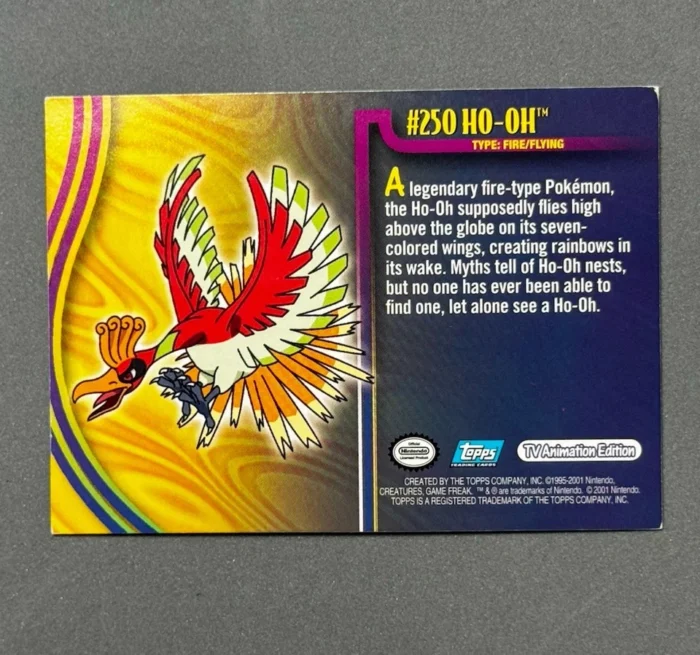 #250 HO-OH™
TYPE: FIRE/FLYING
A legendary fire-type Pokémon,
the Ho-Oh supposedly flies high
above the globe on its seven-
colored wings, creating rainbows in
its wake. Myths tell of Ho-Oh nests,
but no one has ever been able to
find one, let alone see a Ho-Oh.
Official
Nintendo
Licensed Product
Topps
TRADING CARDS
TV Animation Edition
CREATED BY THE TOPPS COMPANY, INC. ©1995-2001 Nintendo,
CREATURES, GAME FREAK. ™ & ® are trademarks of Nintendo. © 2001 Nintendo.
TOPPS IS A REGISTERED TRADEMARK OF THE TOPPS COMPANY, INC.